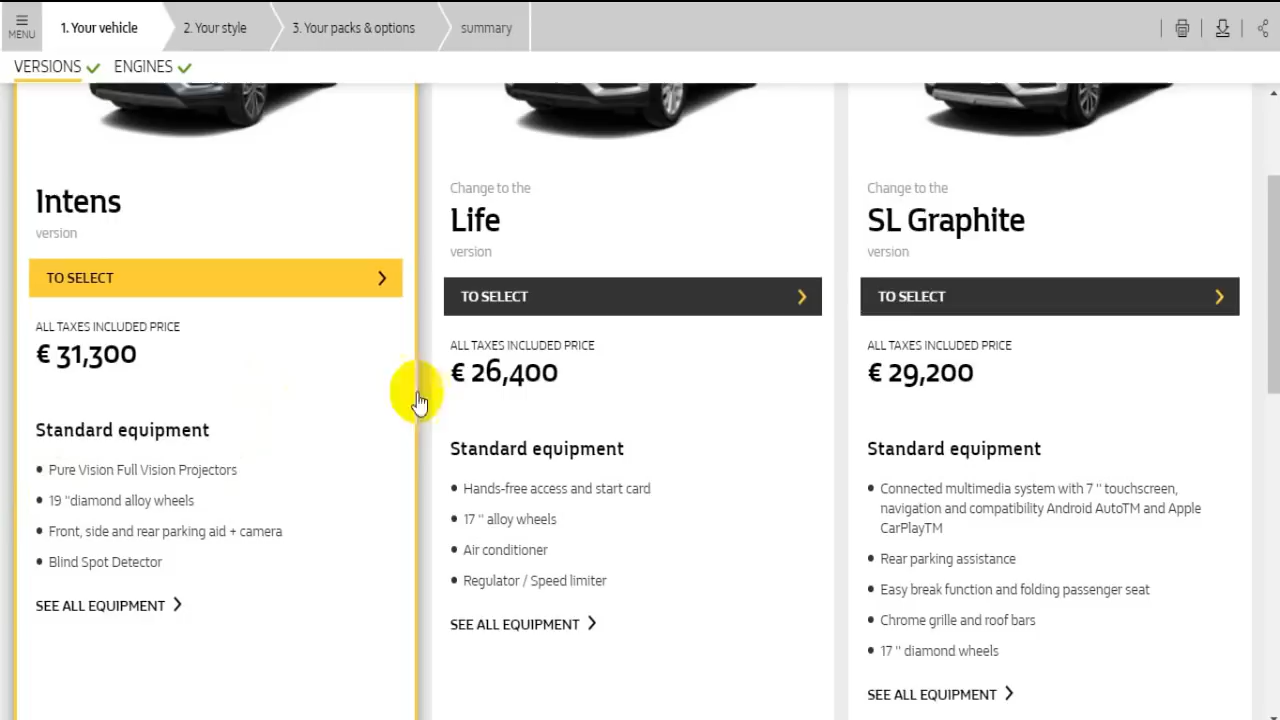 MENU
1. Your vehicle
2. Your style
3. Your packs & options
summary
VERSIONS
ENGINES
Intens
version
TO SELECT
ALL TAXES INCLUDED PRICE
€ 31,300
Standard equipment
• Pure Vision Full Vision Projectors
• 19 "diamond alloy wheels
• Front, side and rear parking aid + camera
• Blind Spot Detector
SEE ALL EQUIPMENT
Change to the
Life
version
TO SELECT
ALL TAXES INCLUDED PRICE
€ 26,400
Standard equipment
• Hands-free access and start card
• 17 " alloy wheels
• Air conditioner
• Regulator / Speed limiter
SEE ALL EQUIPMENT
Change to the
SL Graphite
version
TO SELECT
ALL TAXES INCLUDED PRICE
€ 29,200
Standard equipment
• Connected multimedia system with 7 " touchscreen,
navigation and compatibility Android AutoTM and Apple
CarPlayTM
• Rear parking assistance
• Easy break function and folding passenger seat
• Chrome grille and roof bars
• 17 " diamond wheels
SEE ALL EQUIPMENT